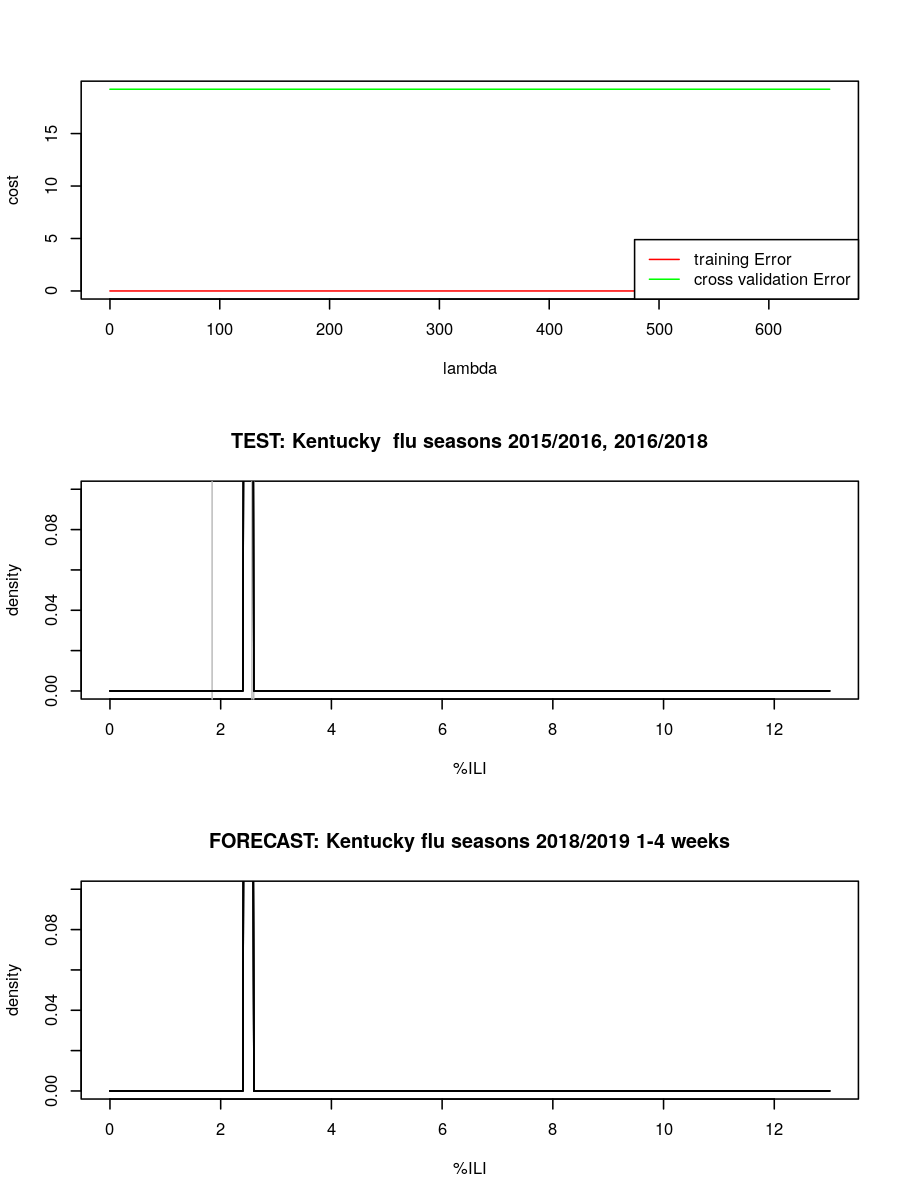 cost
15
10
5
0
training Error
cross validation Error
0 100 200 300 400 500 600
lambda
TEST: Kentucky  flu seasons 2015/2016, 2016/2018
density
0.08
0.04
0.00
0 2 4 6 8 10 12
%ILI
FORECAST: Kentucky flu seasons 2018/2019 1-4 weeks
density
0.08
0.04
0.00
0 2 4 6 8 10 12
%ILI